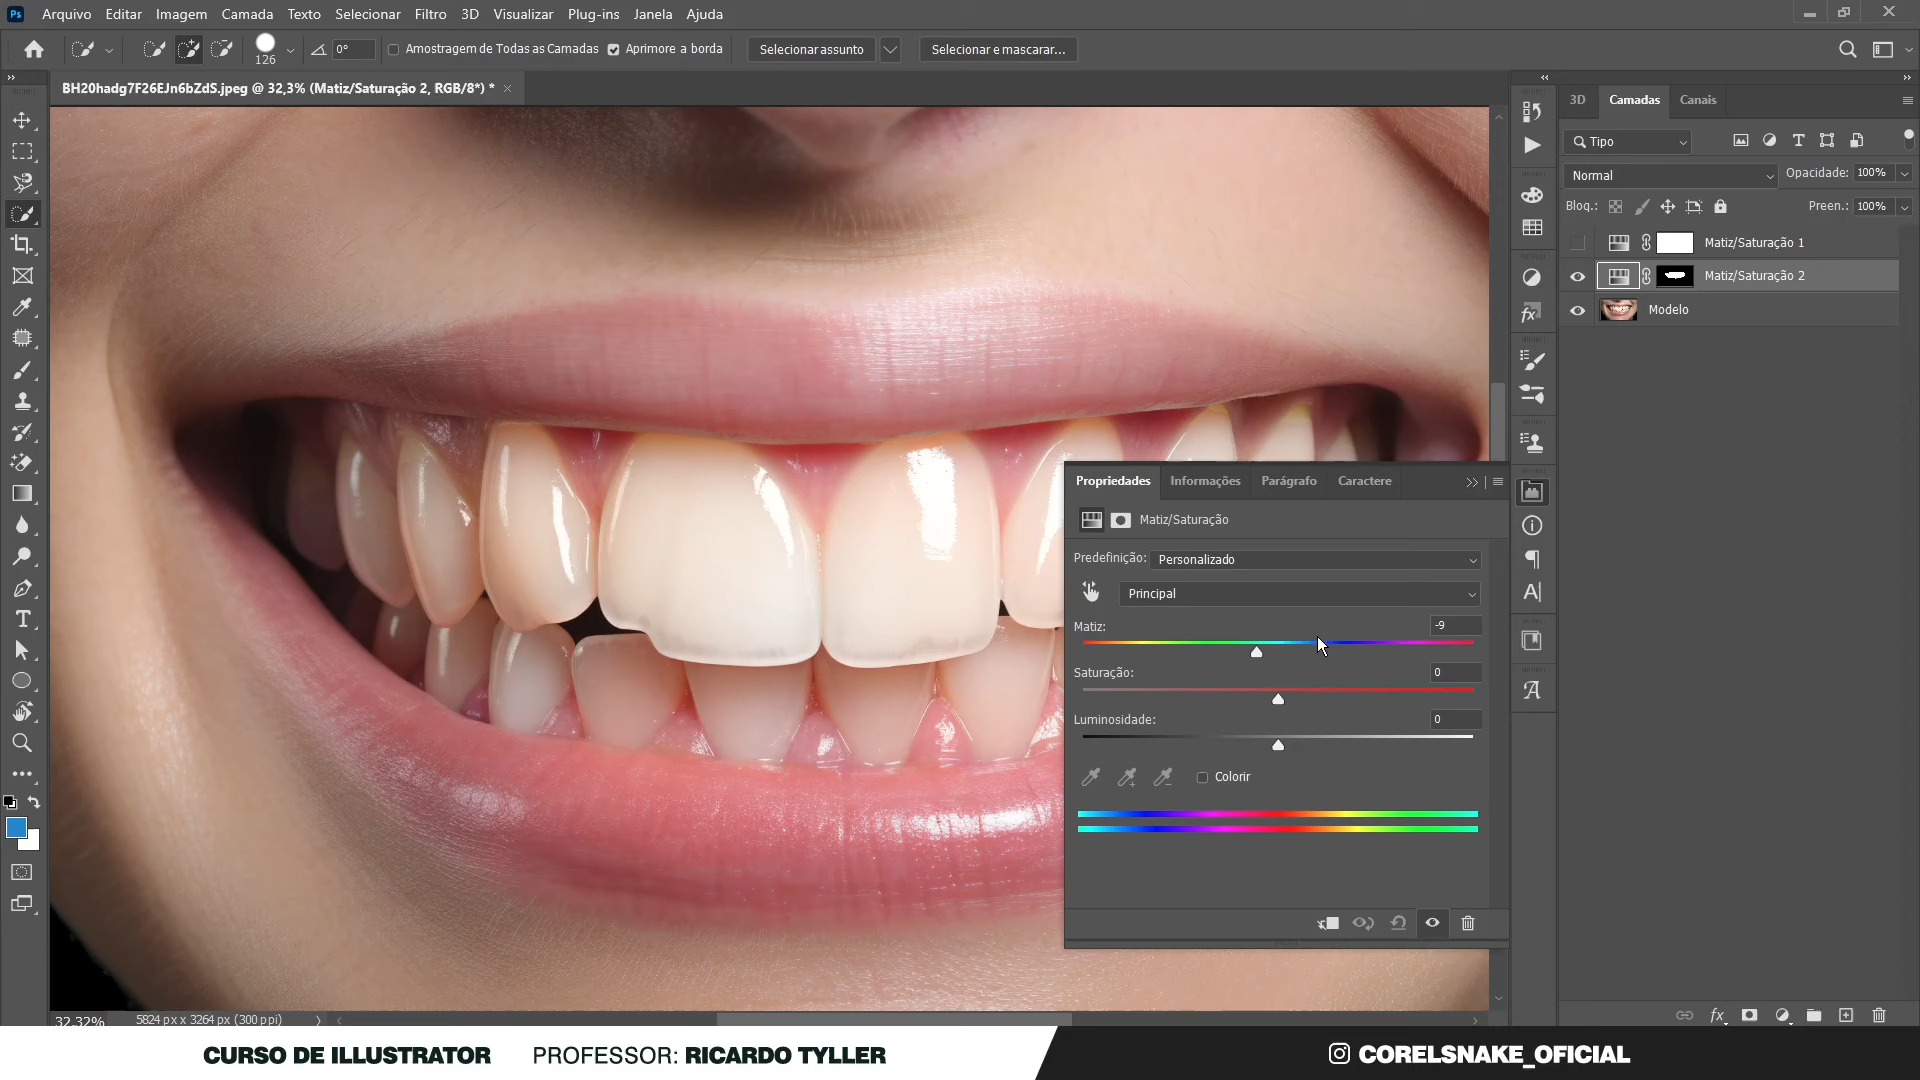 Ps Arquivo Editar Imagem Camada Texto Selecionar Filtro 3D Visualizar Plug-ins Janela Ajuda
126 0° Amostragem de Todas as Camadas Aprimore a borda Selecionar assunto Selecionar e mascarar...
BH20hadg7F26EJn6bZdS.jpeg @ 32,3% (Matiz/Saturação 2, RGB/8*) *
3D Camadas Canais
Tipo
Normal Opacidade: 100%
Bloq.: Preen.: 100%
Matiz/Saturação 1
Matiz/Saturação 2
Modelo
Propriedades Informações Parágrafo Caractere
Matiz/Saturação
Predefinição: Personalizado
Principal
Matiz: -9
Saturação: 0
Luminosidade: 0
Colorir
32,32% 5824 px x 3264 px (300 ppi)
CURSO DE ILLUSTRATOR PROFESSOR: RICARDO TYLLER CORELSNAKE_OFICIAL